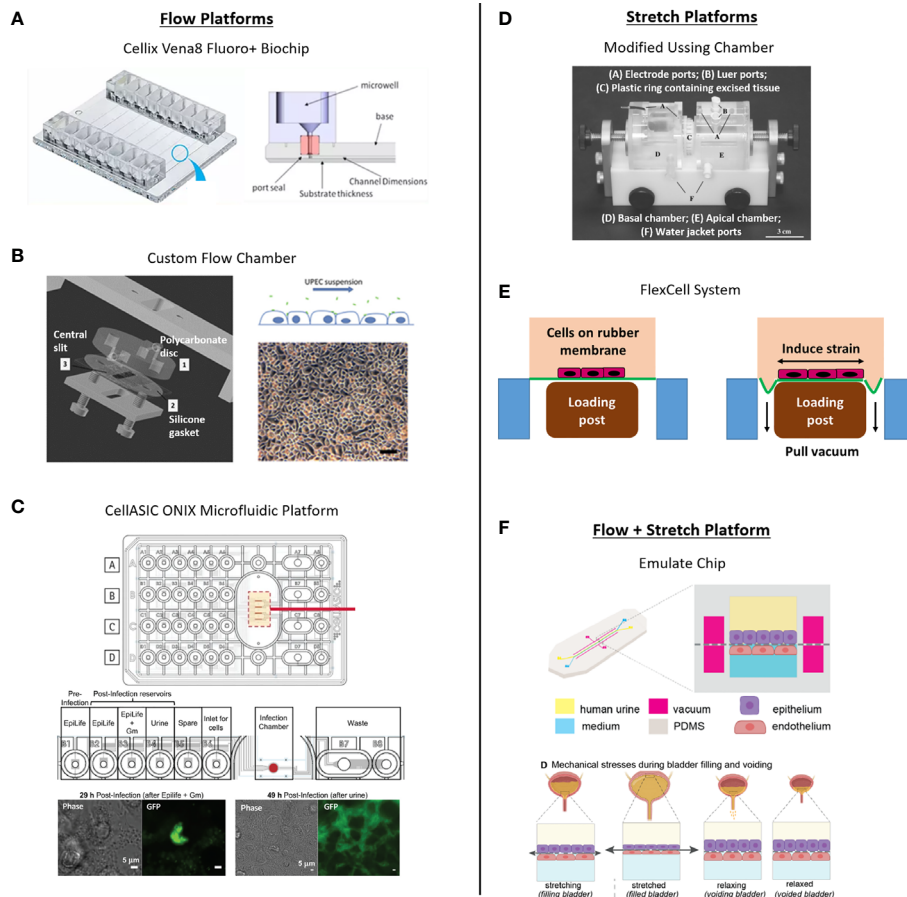 A
Flow Platforms
Cellix Vena8 Fluoro+ Biochip
microwell
base
port seal
Channel Dimensions
Substrate thickness
B
Custom Flow Chamber
Central
slit
3
Polycarbonate
disc
1
2
Silicone
gasket
UPEC suspension
C
CellASIC ONIX Microfluidic Platform
A
B
C
D
Pre-
Infection
Post-Infection reservoirs
EpiLife
EpiLife
EpiLife
+
Gm
Urine
Spare
Inlet for
cells
Infection
Chamber
Waste
B1
B2
B3
B7
B8
29 h Post-Infection (after Epilife + Gm)
49 h Post-Infection (after urine)
Phase
GFP
Phase
GFP
5 µm
5 µm
D
Stretch Platforms
Modified Ussing Chamber
(A) Electrode ports; (B) Luer ports;
(C) Plastic ring containing excised tissue
A
B
C
A
D
E
F
(D) Basal chamber; (E) Apical chamber;
(F) Water jacket ports
3 cm
E
FlexCell System
Cells on rubber
membrane
Loading
post
Induce strain
Loading
post
Pull vacuum
F
Flow + Stretch Platform
Emulate Chip
human urine
vacuum
epithelium
medium
PDMS
endothelium
D Mechanical stresses during bladder filling and voiding
stretching
(filling bladder)
stretched
(filled bladder)
relaxing
(voiding bladder)
relaxed
(voided bladder)